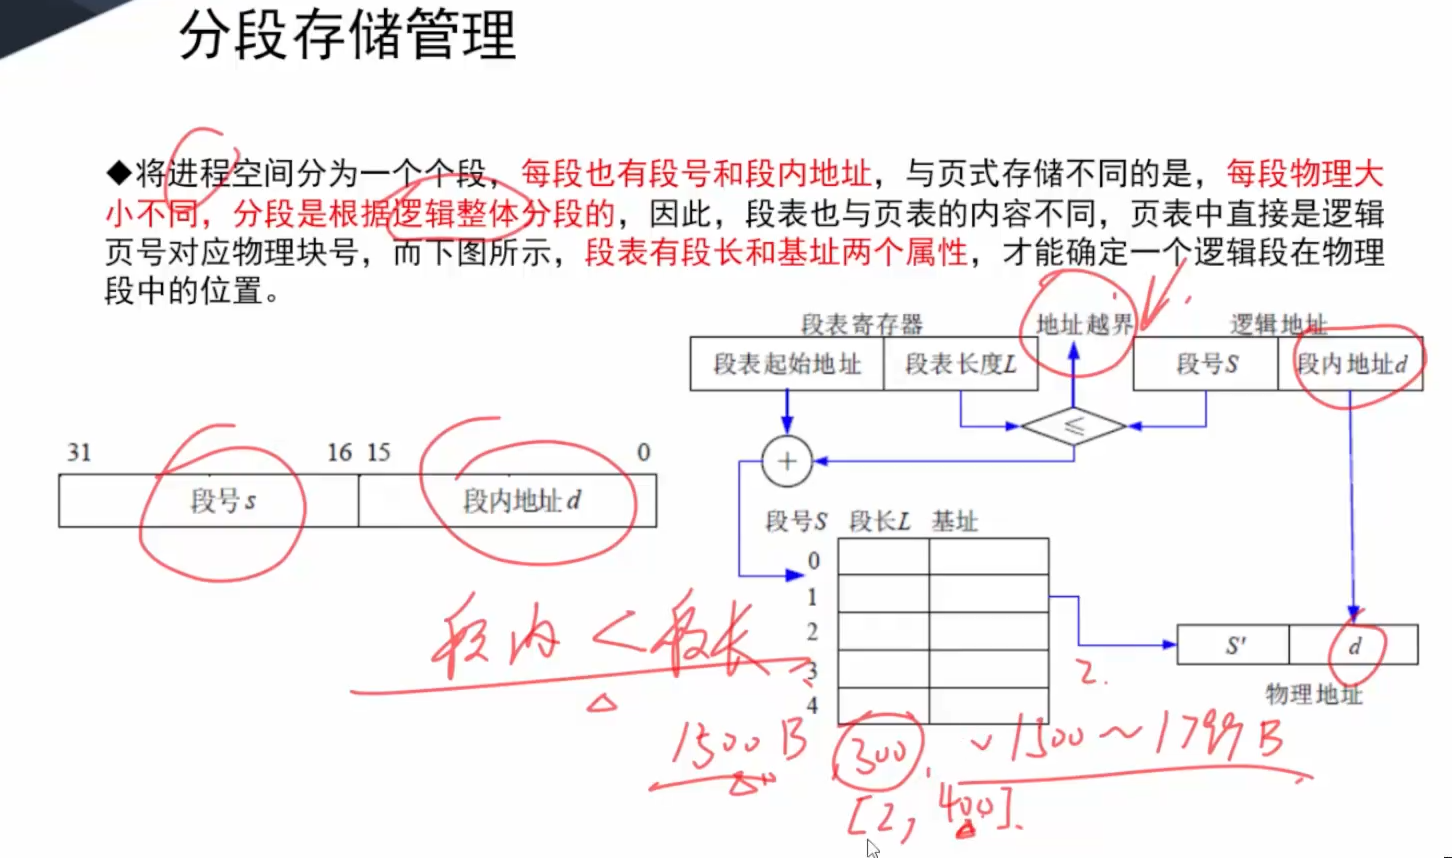 分段存储管理
◆将进程空间分为一个个段，每段也有段号和段内地址，与页式存储不同的是，每段物理大
小不同，分段是根据逻辑整体分段的，因此，段表也与页表的内容不同，页表中直接是逻辑
页号对应物理块号，而下图所示，段表有段长和基址两个属性，才能确定一个逻辑段在物理
段中的位置。
段表寄存器 地址越界 逻辑地址
段表起始地址 段表长度L 段号S 段内地址d
≤
31 16 15 0
+
段号s 段内地址d
段号S 段长L 基址
0
1
2
3
4
S' d
物理地址
段内 < 段长
2.
1500 B 300 1500～1799 B
[2, 400].